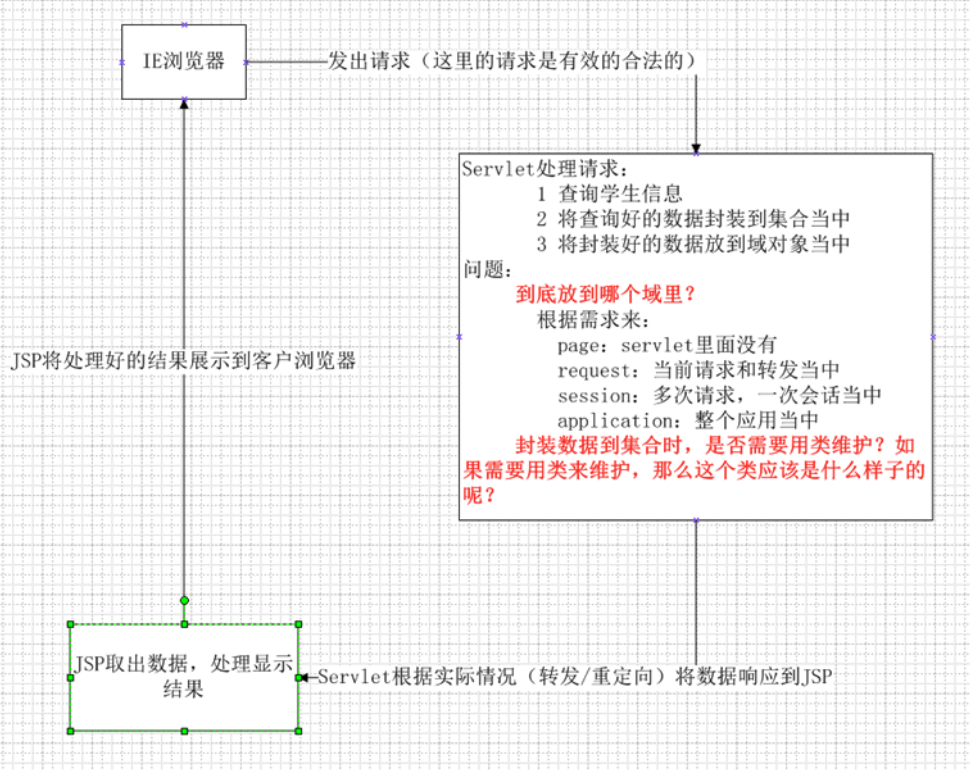 IE浏览器
发出请求（这里的请求是有效的合法的）
Servlet处理请求：
1 查询学生信息
2 将查询好的数据封装到集合当中
3 将封装好的数据放到域对象当中
问题：
到底放到哪个域里？
根据需求来：
page：servlet里面没有
request：当前请求和转发当中
session：多次请求，一次会话当中
application：整个应用当中
封装数据到集合时，是否需要用类维护？如
果需要用类来维护，那么这个类应该是什么样子的
呢？
JSP将处理好的结果展示到客户浏览器
JSP取出数据，处理显示
结果
Servlet根据实际情况（转发/重定向）将数据响应到JSP